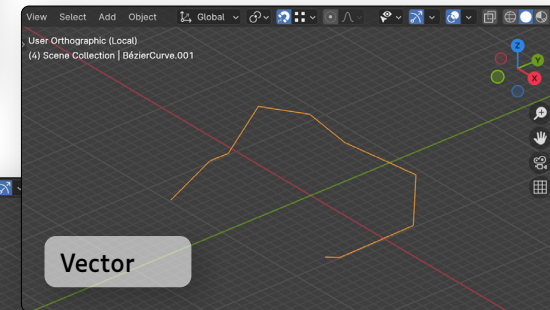 View Select Add Object Global
User Orthographic (Local)
(4) Scene Collection | BézierCurve.001
Z
Y
X
Vector